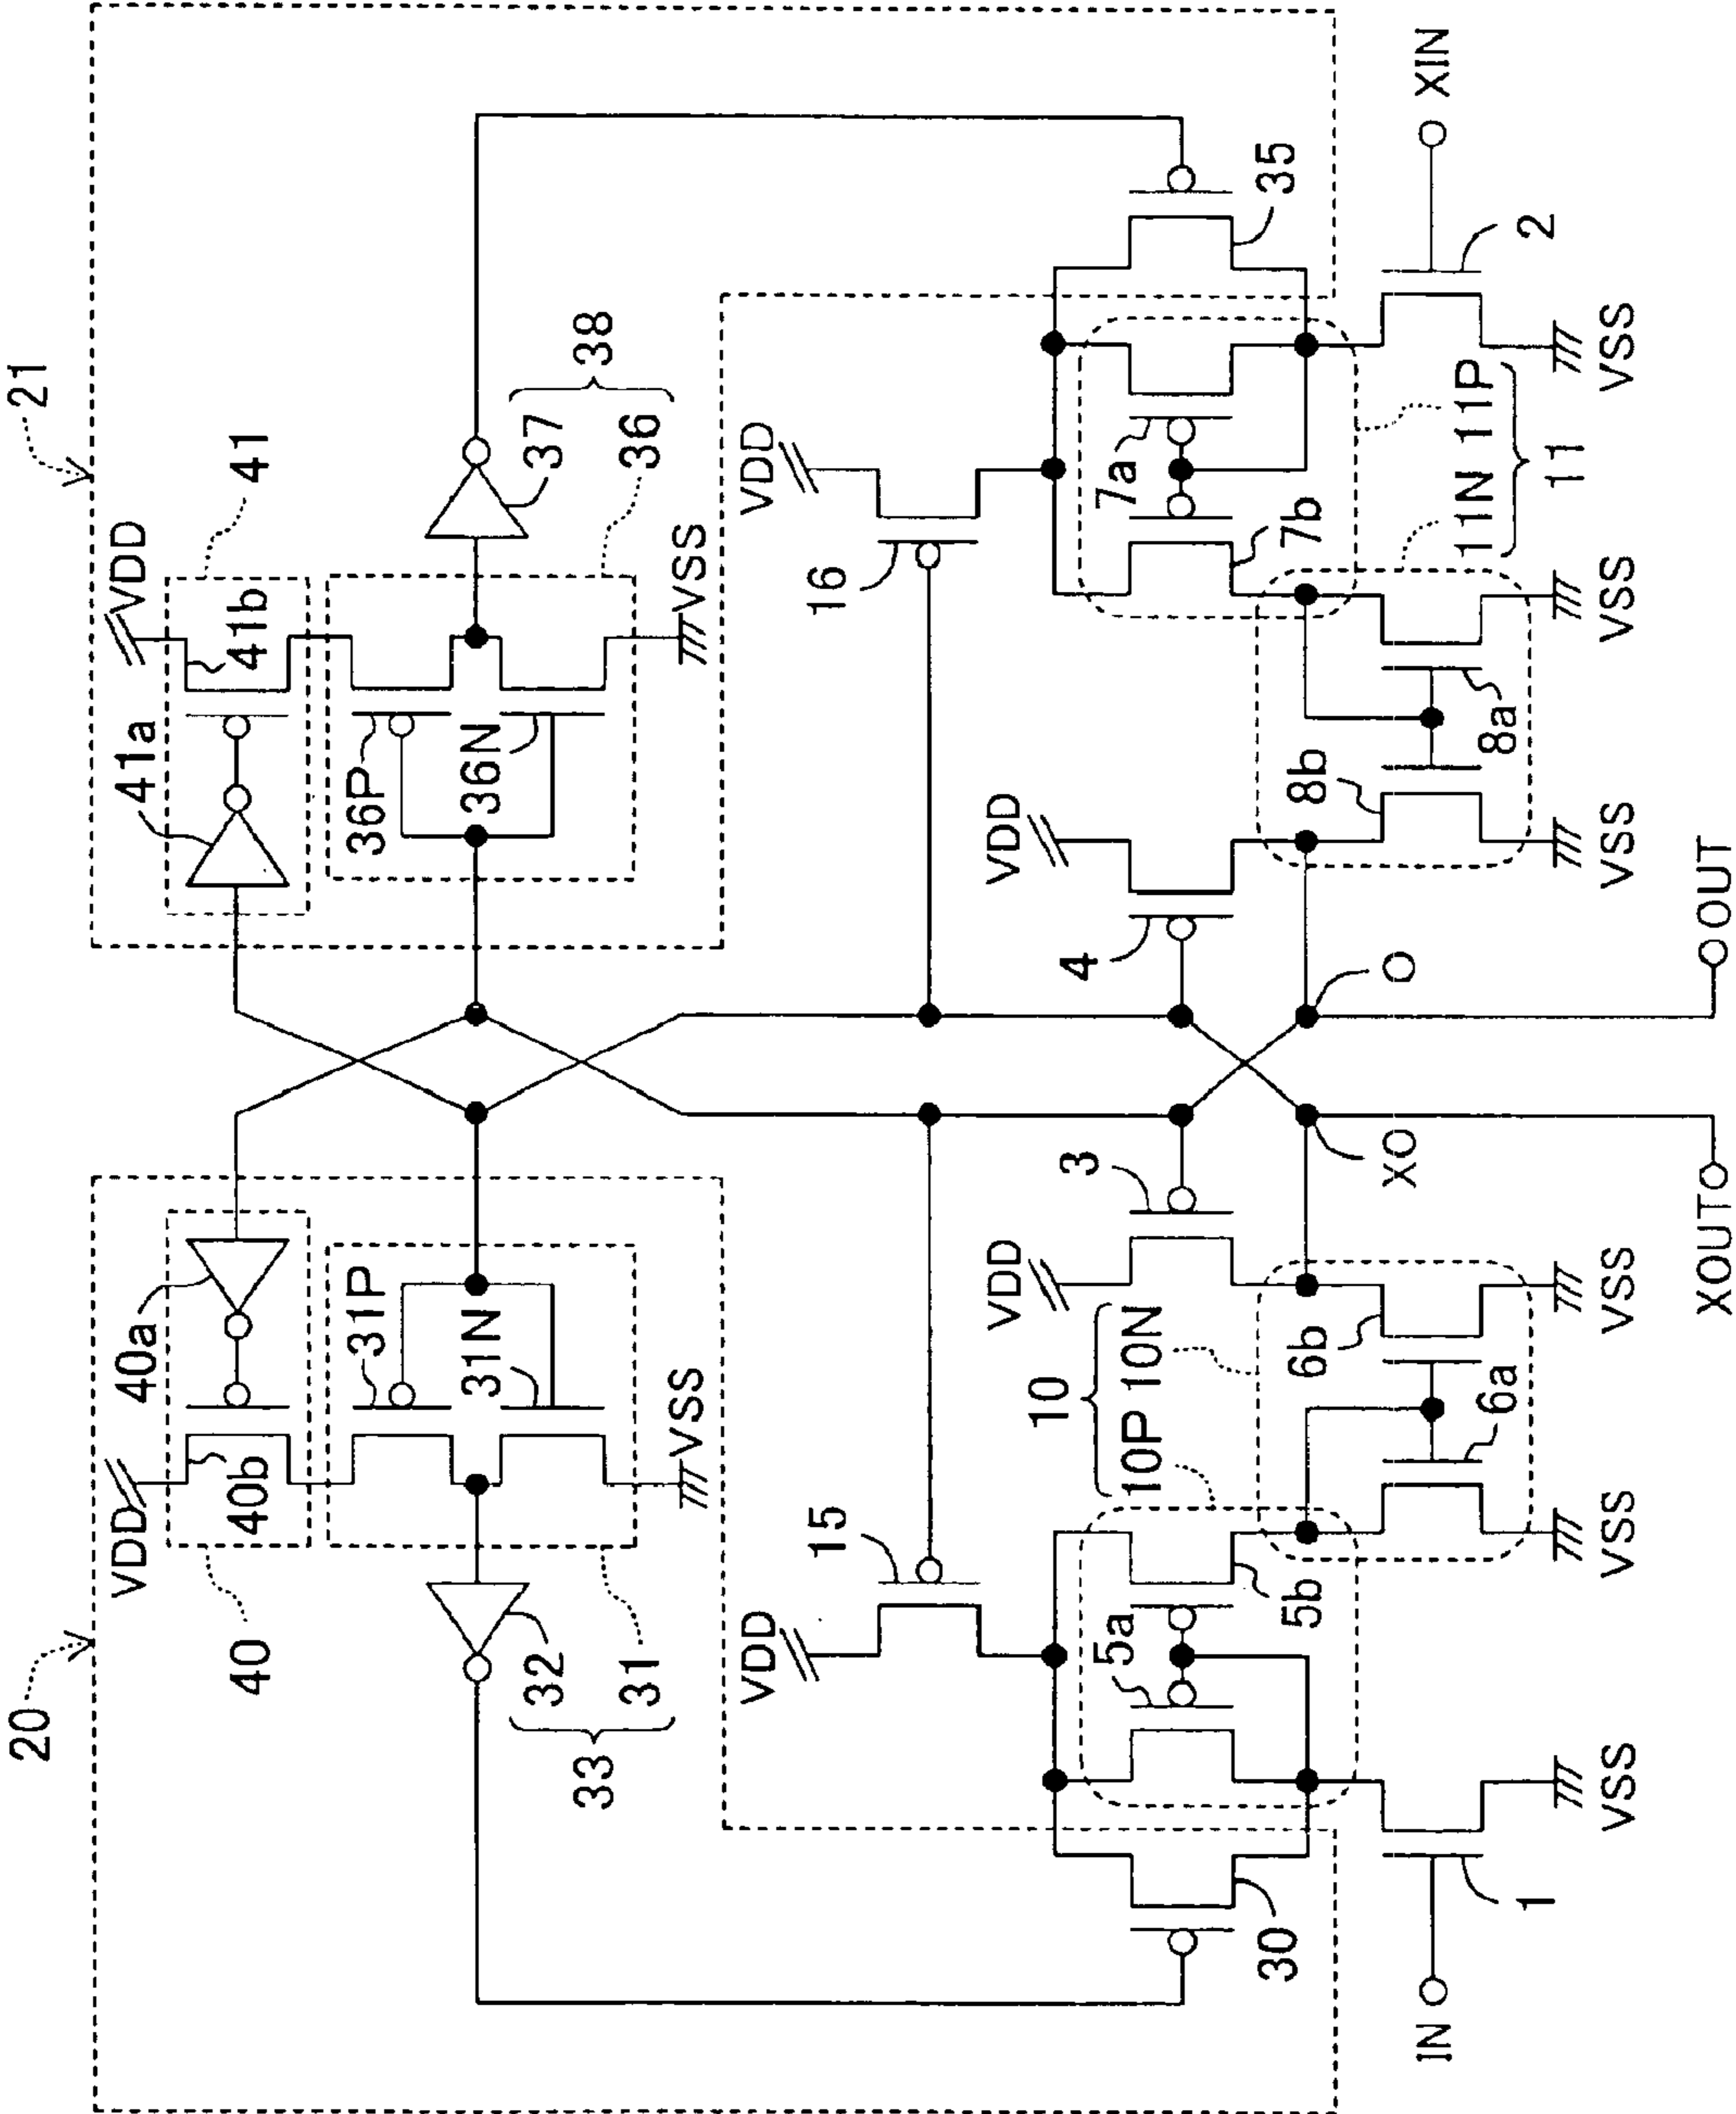 20
21
VDD
40a
41a
VDD
40
40b
41b
41
31P
36P
31N
36N
32
31
33
VSS
VSS
37
36
38
VDD
15
16
VDD
10
10P 10N
VDD
3
4
VDD
5a
5b
7a
7b
30
35
6b
8b
6a
8a
11N 11P
11
IN
1
2
XIN
VSS
VSS
VSS
XO
O
VSS
VSS
VSS
XOUT
OUT